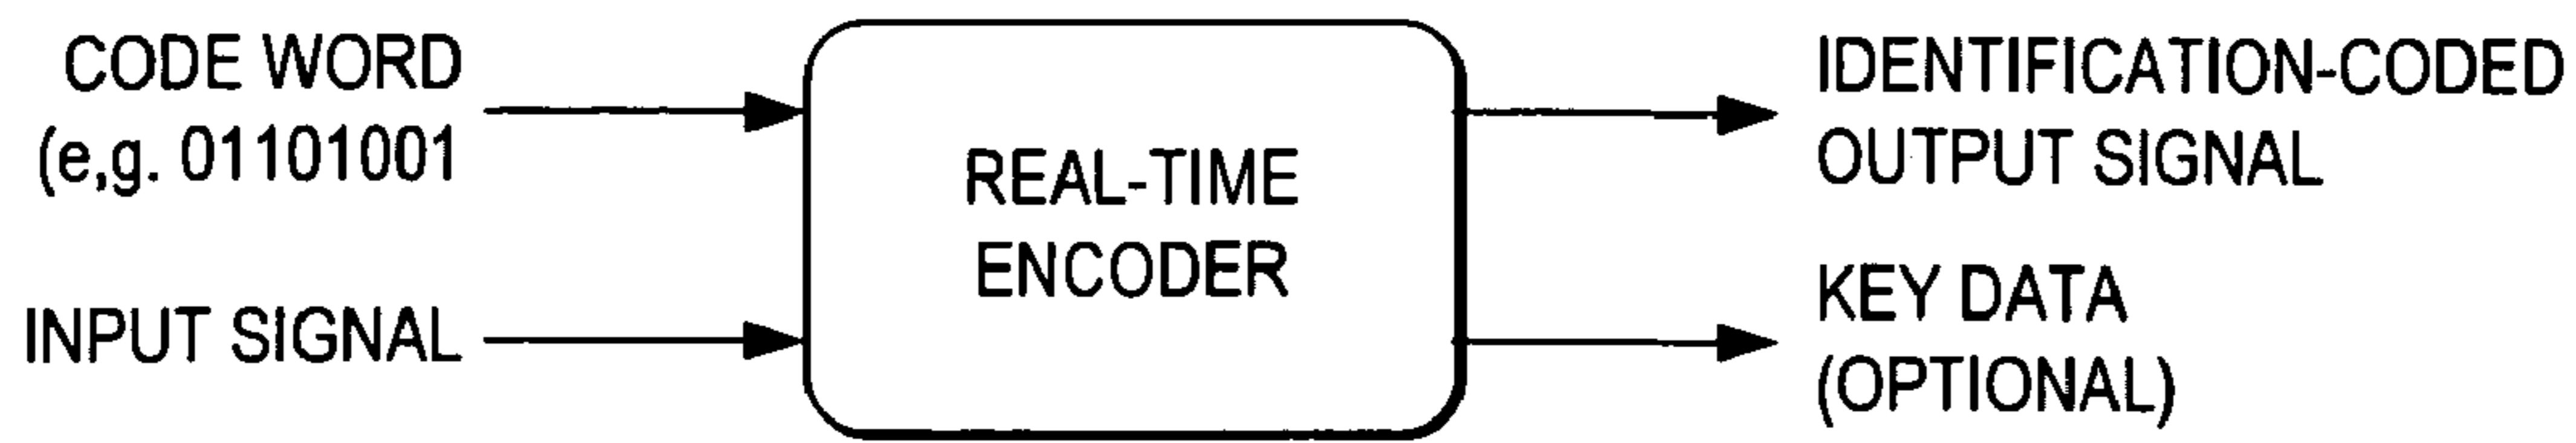 CODE WORD
(e,g. 01101001
INPUT SIGNAL
REAL-TIME
ENCODER
IDENTIFICATION-CODED
OUTPUT SIGNAL
KEY DATA
(OPTIONAL)